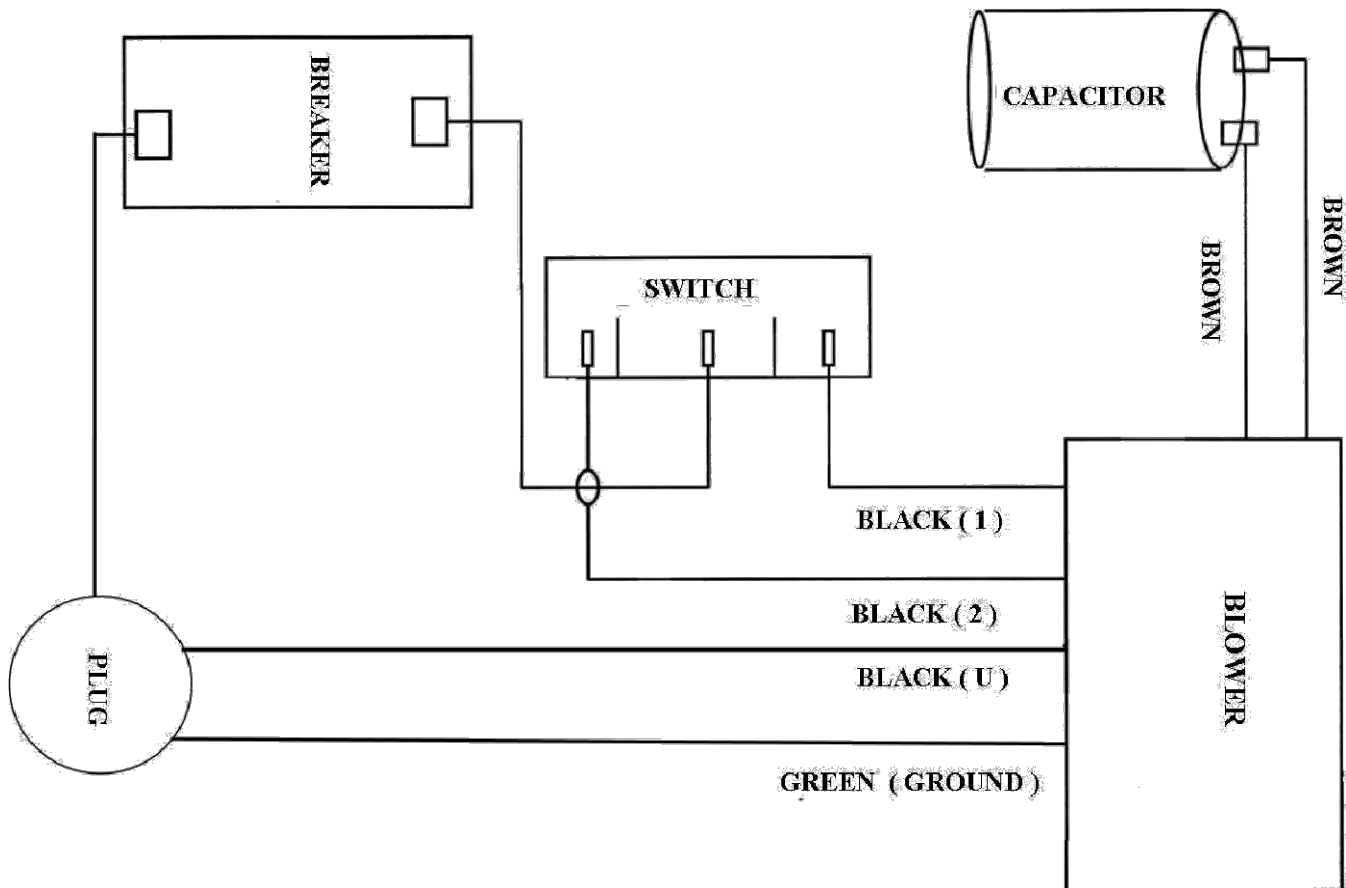 BREAKER
CAPACITOR
BROWN
BROWN
SWITCH
BLACK ( 1 )
BLACK ( 2 )
BLACK ( U )
GREEN ( GROUND )
PLUG
BLOWER